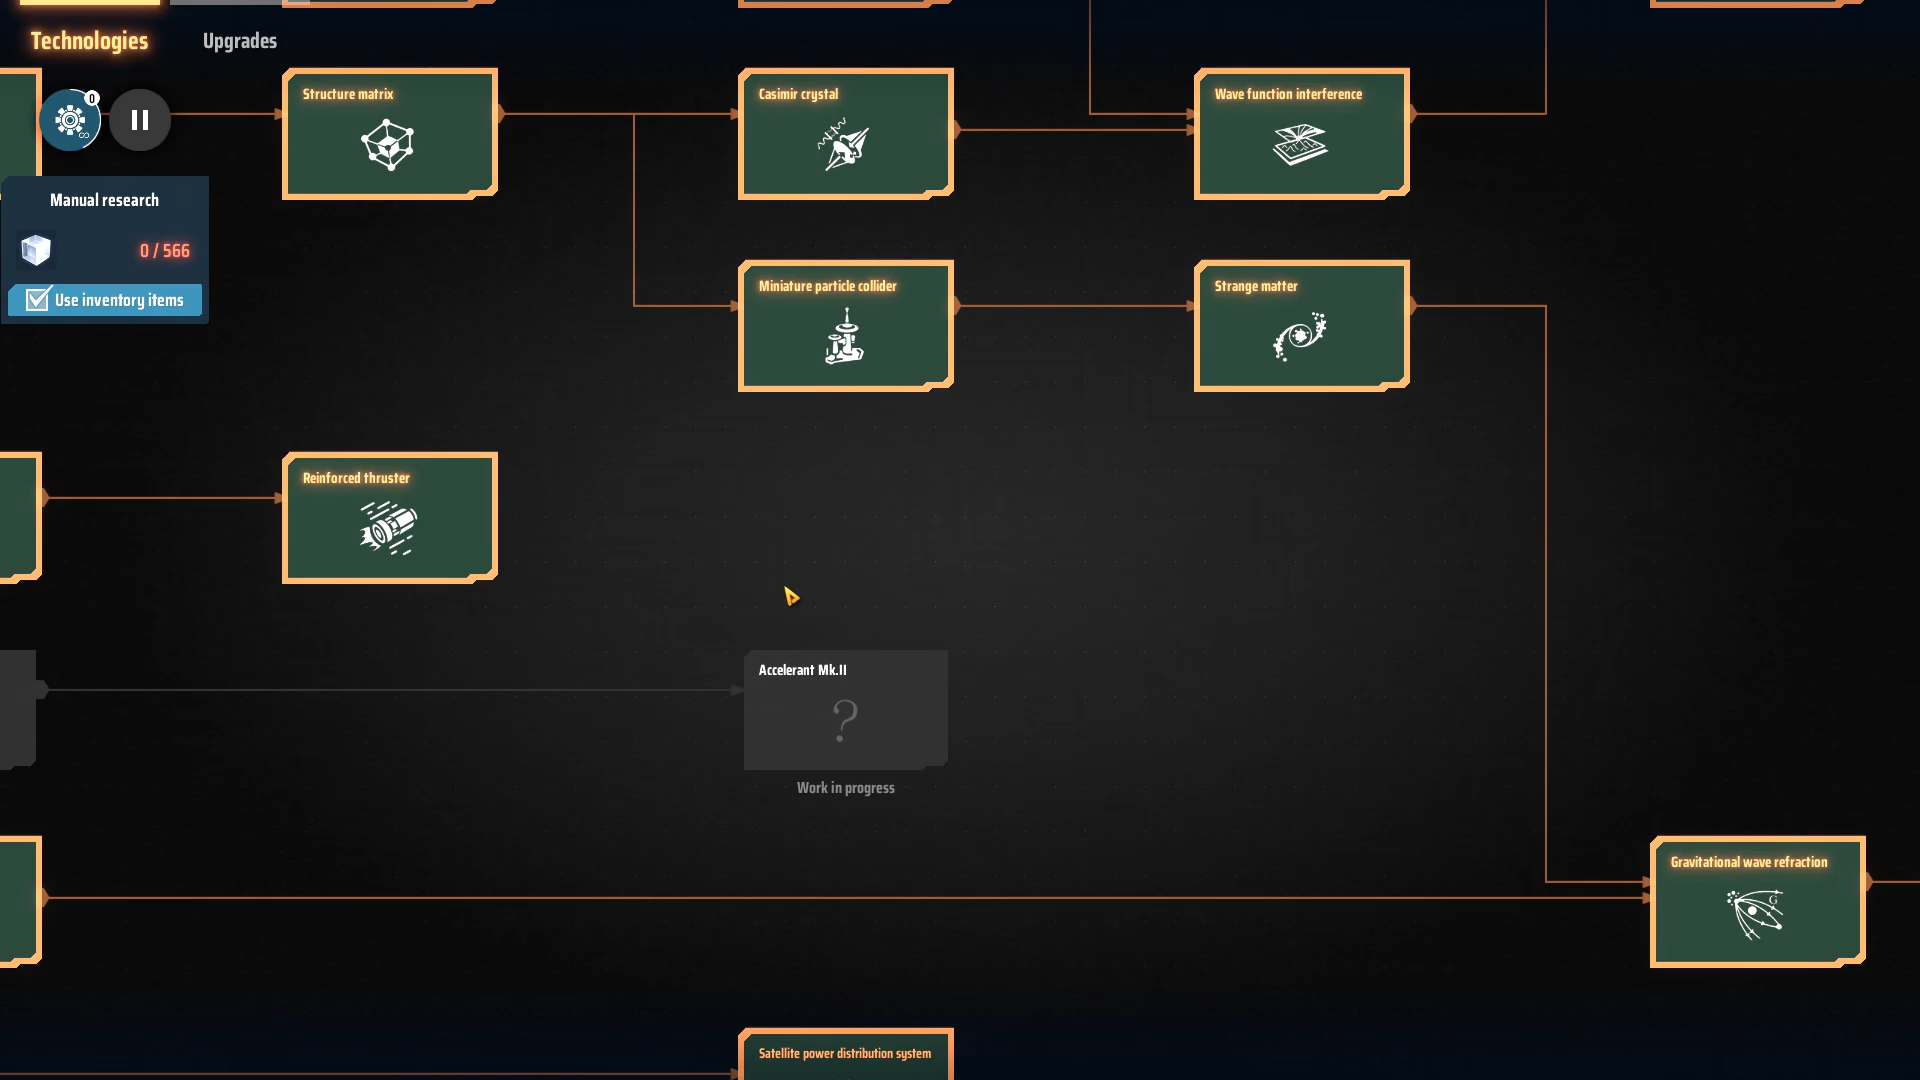 Technologies
Upgrades
Structure matrix
Casimir crystal
Wave function interference
0
Manual research
0 / 566
Use inventory items
Miniature particle collider
Strange matter
Reinforced thruster
Accelerant Mk.II
?
Work in progress
Gravitational wave refraction
G
Satellite power distribution system